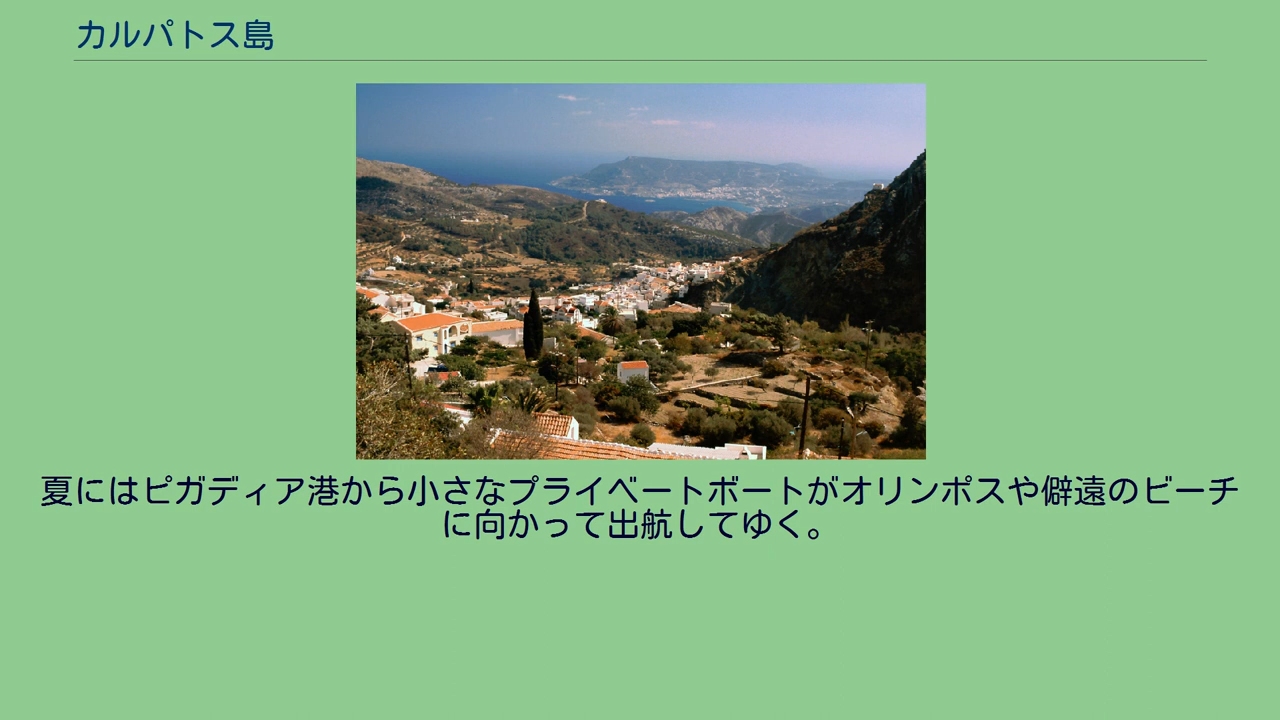 カルパトス島
夏にはピガディア港から小さなプライベートボートがオリンポスや僻遠のビーチ
に向かって出航してゆく。